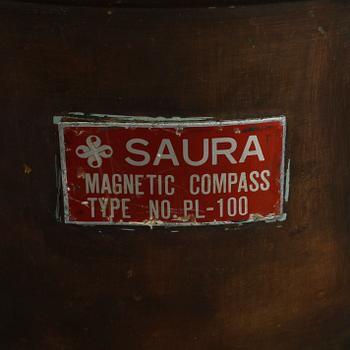 SAURA
MAGNETIC COMPASS
TYPE NO. PL-100